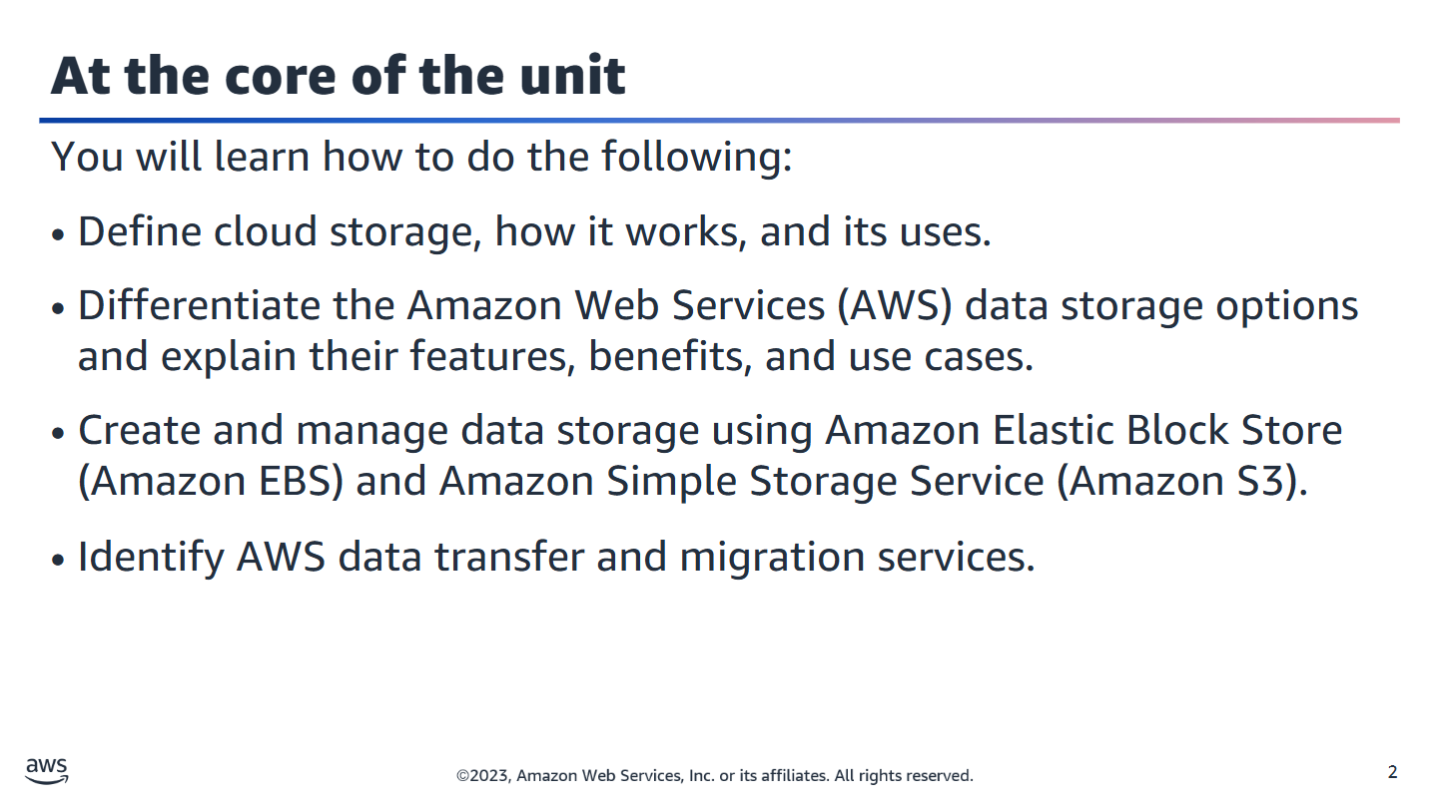 At the core of the unit
You will learn how to do the following:
• Define cloud storage, how it works, and its uses.
• Differentiate the Amazon Web Services (AWS) data storage options
and explain their features, benefits, and use cases.
• Create and manage data storage using Amazon Elastic Block Store
(Amazon EBS) and Amazon Simple Storage Service (Amazon S3).
• Identify AWS data transfer and migration services.
aws
©2023, Amazon Web Services, Inc. or its affiliates. All rights reserved.
2